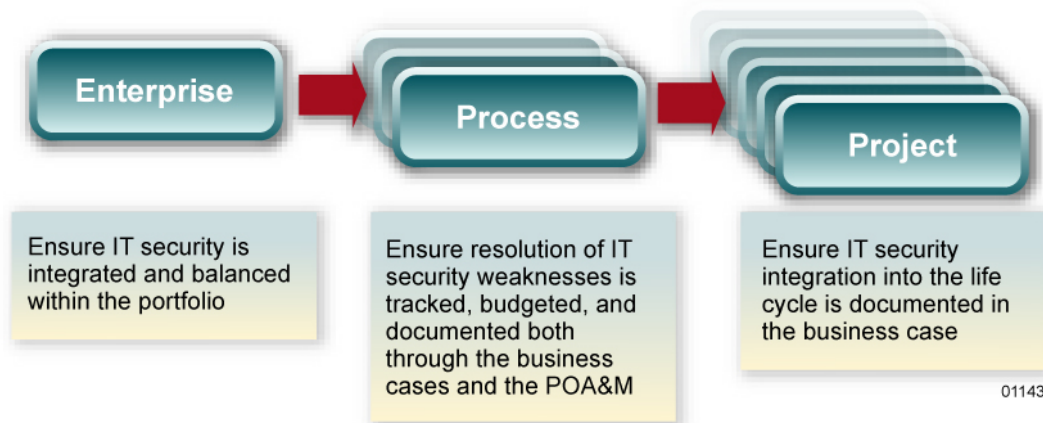 Enterprise
Process
Project
Ensure IT security is
integrated and balanced
within the portfolio
Ensure resolution of IT
security weaknesses is
tracked, budgeted, and
documented both
through the business
cases and the POA&M
Ensure IT security
integration into the life
cycle is documented in
the business case
01143